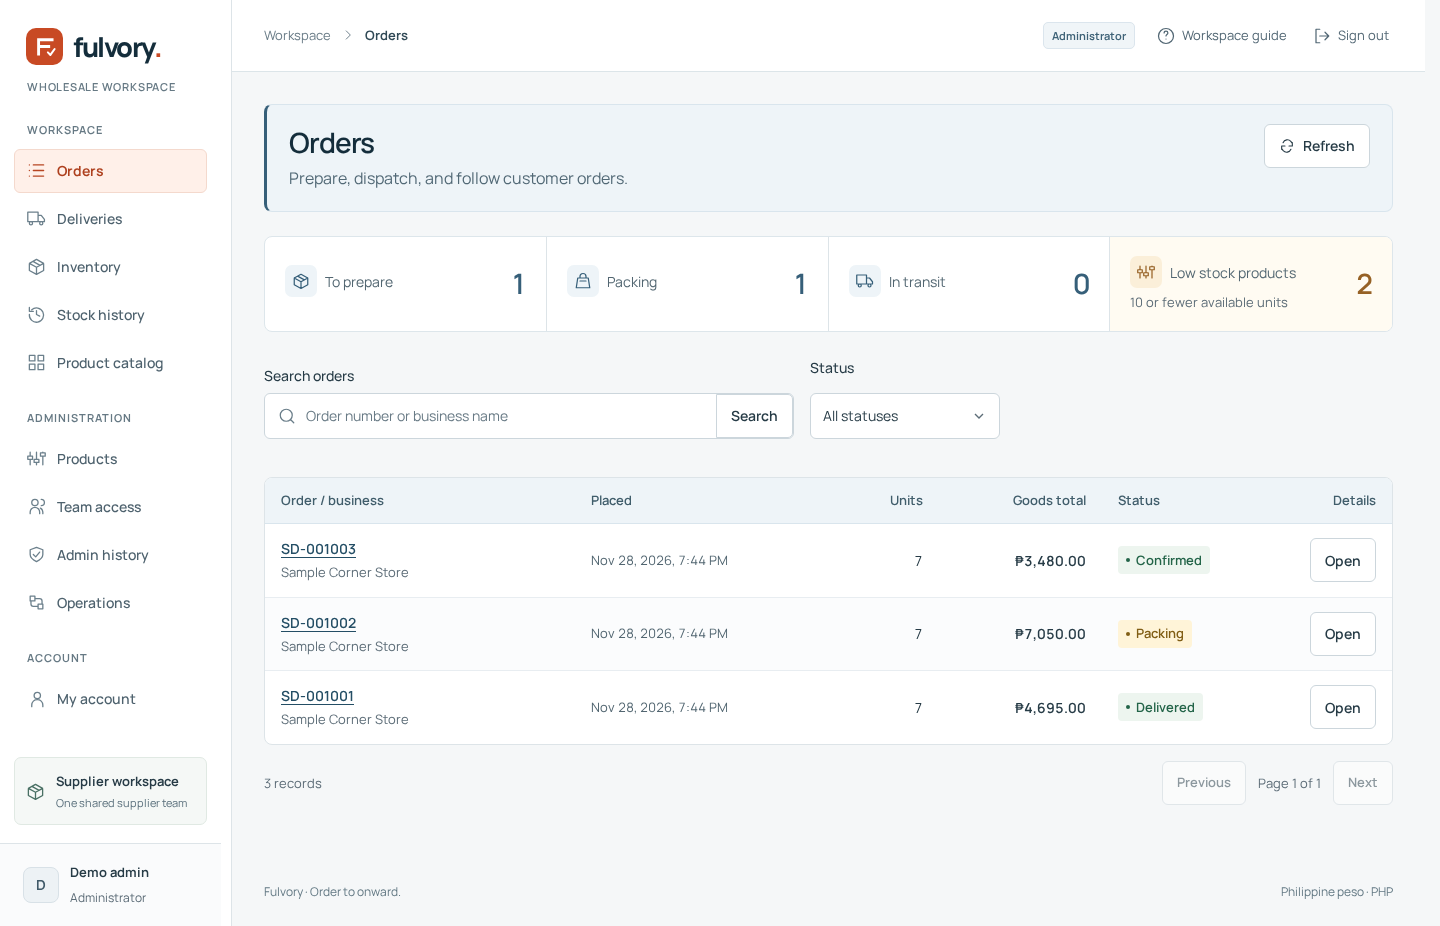 fulvory.
WHOLESALE WORKSPACE
WORKSPACE
Orders
Deliveries
Inventory
Stock history
Product catalog
ADMINISTRATION
Products
Team access
Admin history
Operations
ACCOUNT
My account
Supplier workspace
One shared supplier team
D
Demo admin
Administrator
Workspace > Orders
Administrator
Workspace guide
Sign out
Orders
Prepare, dispatch, and follow customer orders.
Refresh
To prepare 1
Packing 1
In transit 0
Low stock products
10 or fewer available units
2
Search orders
Order number or business name
Search
Status
All statuses
Order / business Placed Units Goods total Status Details
SD-001003
Sample Corner Store
Nov 28, 2026, 7:44 PM 7 ₱3,480.00 • Confirmed Open
SD-001002
Sample Corner Store
Nov 28, 2026, 7:44 PM 7 ₱7,050.00 • Packing Open
SD-001001
Sample Corner Store
Nov 28, 2026, 7:44 PM 7 ₱4,695.00 • Delivered Open
3 records
Previous Page 1 of 1 Next
Fulvory · Order to onward.
Philippine peso · PHP